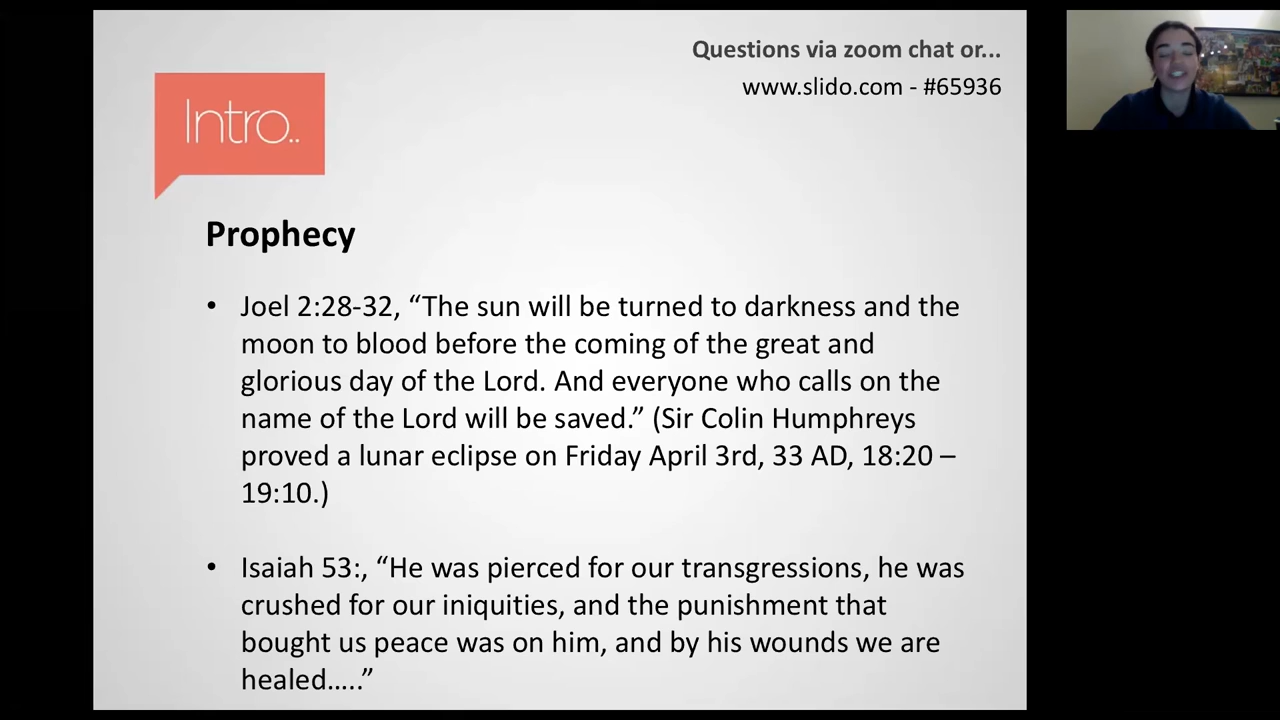 Questions via zoom chat or...
www.slido.com - #65936
Intro..
Prophecy
• Joel 2:28-32, “The sun will be turned to darkness and the
moon to blood before the coming of the great and
glorious day of the Lord. And everyone who calls on the
name of the Lord will be saved.” (Sir Colin Humphreys
proved a lunar eclipse on Friday April 3rd, 33 AD, 18:20 –
19:10.)
• Isaiah 53:, “He was pierced for our transgressions, he was
crushed for our iniquities, and the punishment that
bought us peace was on him, and by his wounds we are
healed…..”